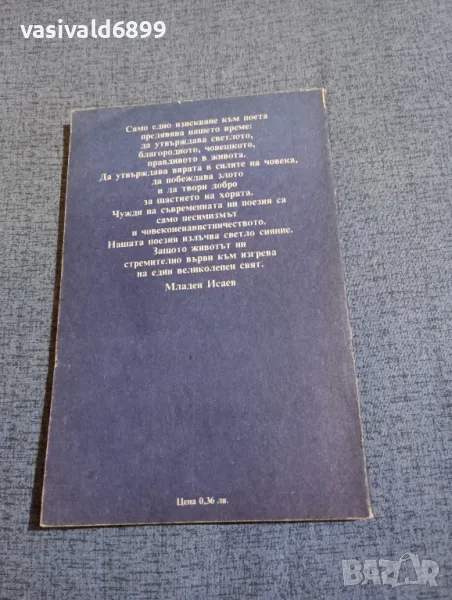 vasivald6899
Само едно изискване към поета
предявява нашето време:
да утвърждава светлото,
благородното, човешкото,
правдивото в живота.
Да утвърждава вярата в силите на човека,
да побеждава злото
и да твори добро
за щастието на хората.
Чужди на съвременната ни поезия са
само песимизмът
и човеконенавистничеството.
Нашата поезия излъчва светло сияние.
Защото животът ни
стремително върви към изгрева
на един великолепен свят.
Младен Исаев
Цена 0,36 лв.
BAZAR